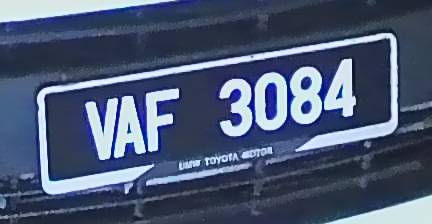 VAF 3084
UMW TOYOTA MOTOR